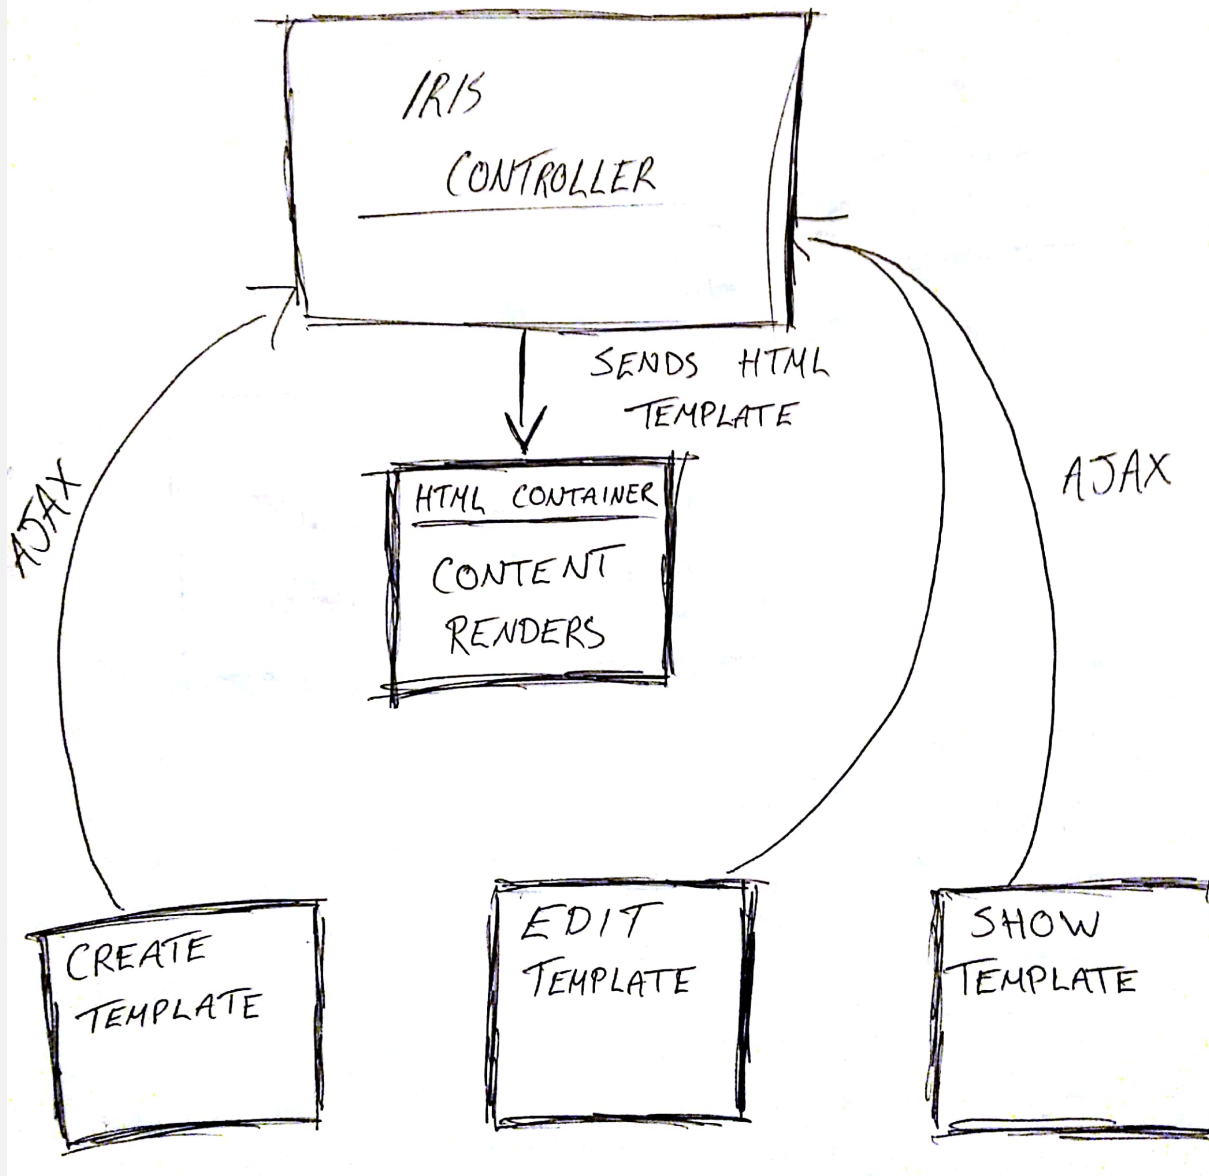 IRIS
CONTROLLER
SENDS HTML
TEMPLATE
AJAX
AJAX
HTML CONTAINER
CONTENT
RENDERS
CREATE
TEMPLATE
EDIT
TEMPLATE
SHOW
TEMPLATE